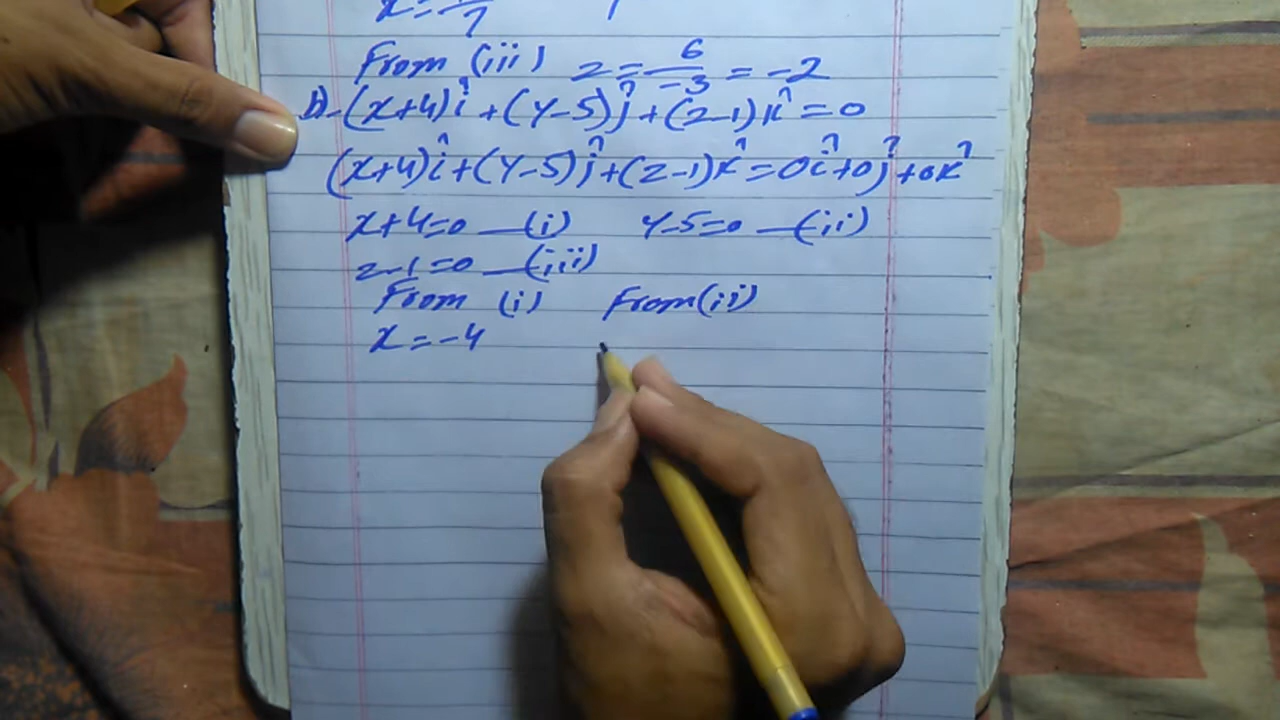 x = 7
From (iii) z = 6/-3 = -2
(x+4)î + (y-5)ĵ + (z-1)k̂ = 0
(x+4)î + (y-5)ĵ + (z-1)k̂ = 0î + 0ĵ + 0k̂
x+4=0 —(i) y-5=0 —(ii)
z-1=0 —(iii)
From (i) From (ii)
x = -4